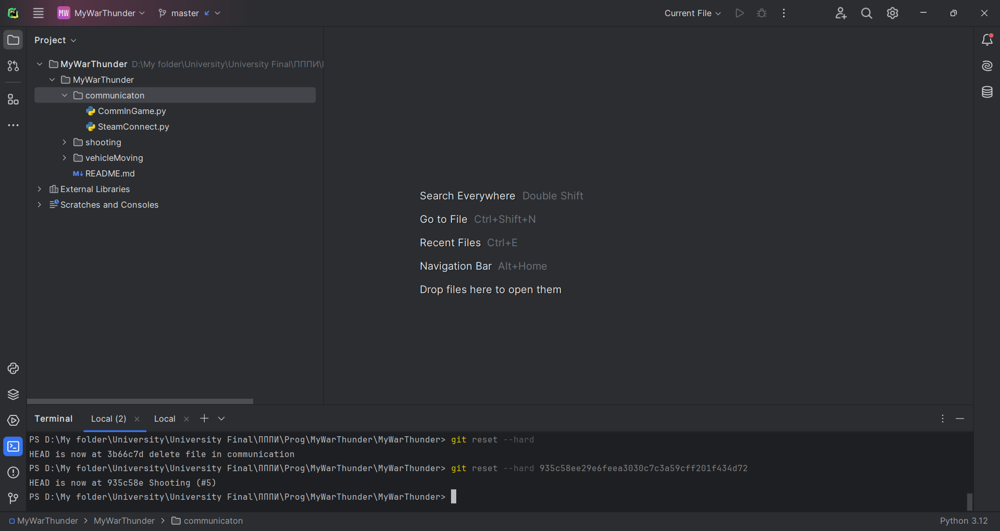 MW MyWarThunder master Current File
Project
MyWarThunder D:\My folder\University\University Final\ПППИ\
MyWarThunder
communicaton
CommInGame.py
SteamConnect.py
shooting
vehicleMoving
M↓ README.md
External Libraries
Scratches and Consoles
Search Everywhere Double Shift
Go to File Ctrl+Shift+N
Recent Files Ctrl+E
Navigation Bar Alt+Home
Drop files here to open them
Terminal Local (2) Local
PS D:\My folder\University\University Final\ПППИ\Prog\MyWarThunder\MyWarThunder> git reset --hard
HEAD is now at 3b66c7d delete file in communication
PS D:\My folder\University\University Final\ПППИ\Prog\MyWarThunder\MyWarThunder> git reset --hard 935c58ee29e6feea3030c7c3a59cff201f434d72
HEAD is now at 935c58e Shooting (#5)
PS D:\My folder\University\University Final\ПППИ\Prog\MyWarThunder\MyWarThunder>
MyWarThunder > MyWarThunder > communicaton Python 3.12